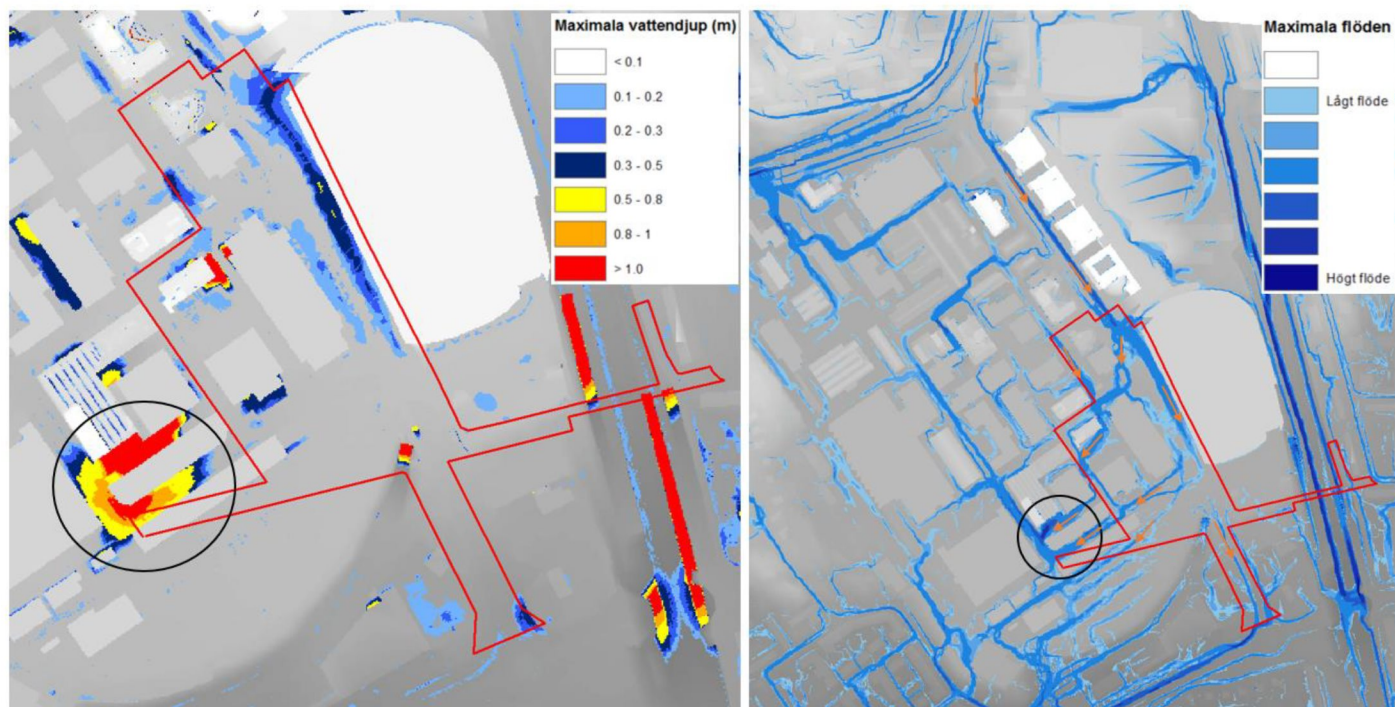 Maximala vattendjup (m)
< 0.1
0.1 - 0.2
0.2 - 0.3
0.3 - 0.5
0.5 - 0.8
0.8 - 1
> 1.0
Maximala flöden
Lågt flöde
Högt flöde